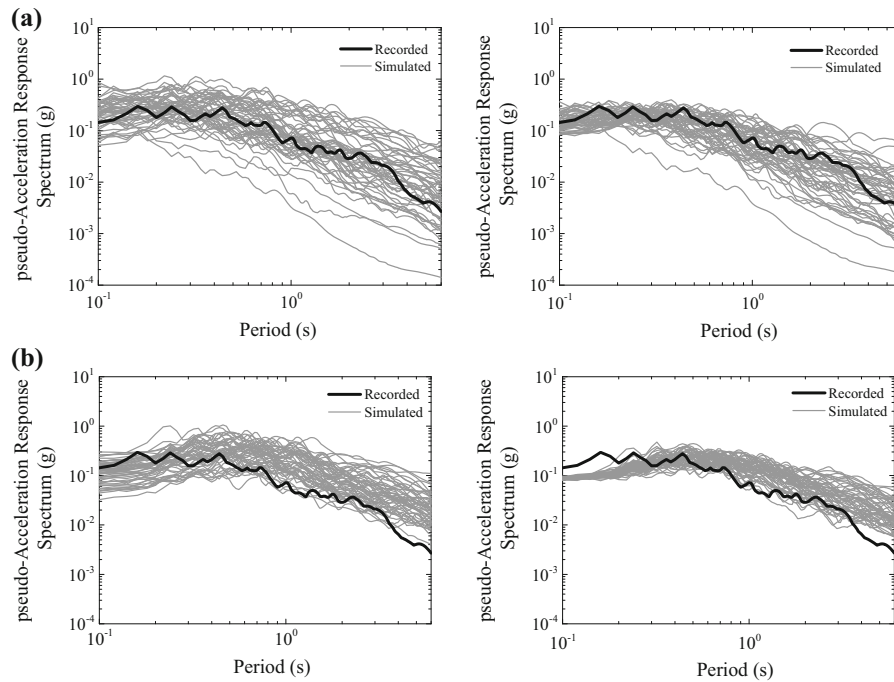 (a)
10^1
10^0
10^-1
10^-2
10^-3
10^-4
pseudo-Acceleration Response
Spectrum (g)
Recorded
Simulated
10^-1
10^0
Period (s)
10^1
10^0
10^-1
10^-2
10^-3
10^-4
pseudo-Acceleration Response
Spectrum (g)
Recorded
Simulated
10^-1
10^0
Period (s)
(b)
10^1
10^0
10^-1
10^-2
10^-3
10^-4
pseudo-Acceleration Response
Spectrum (g)
Recorded
Simulated
10^-1
10^0
Period (s)
10^1
10^0
10^-1
10^-2
10^-3
10^-4
pseudo-Acceleration Response
Spectrum (g)
Recorded
Simulated
10^-1
10^0
Period (s)